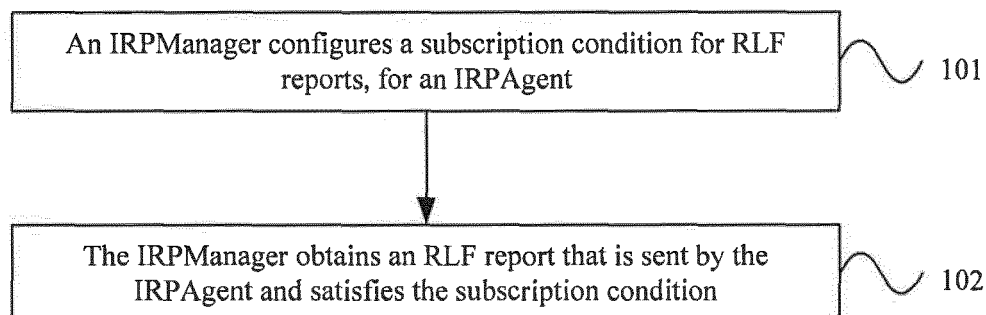 An IRPManager configures a subscription condition for RLF
reports, for an IRPAgent
101
The IRPManager obtains an RLF report that is sent by the
IRPAgent and satisfies the subscription condition
102